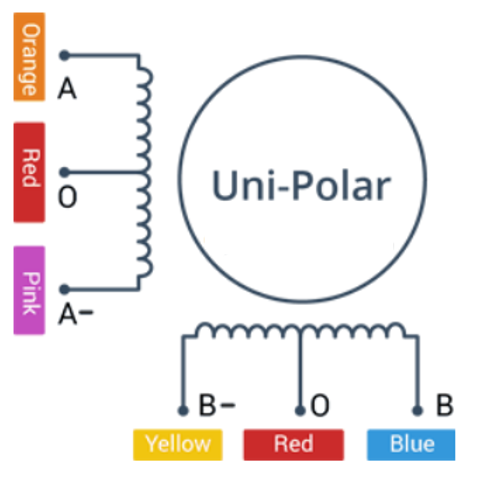 Orange
A
Red
O
Pink
A-
Uni-Polar
B- O B
Yellow Red Blue